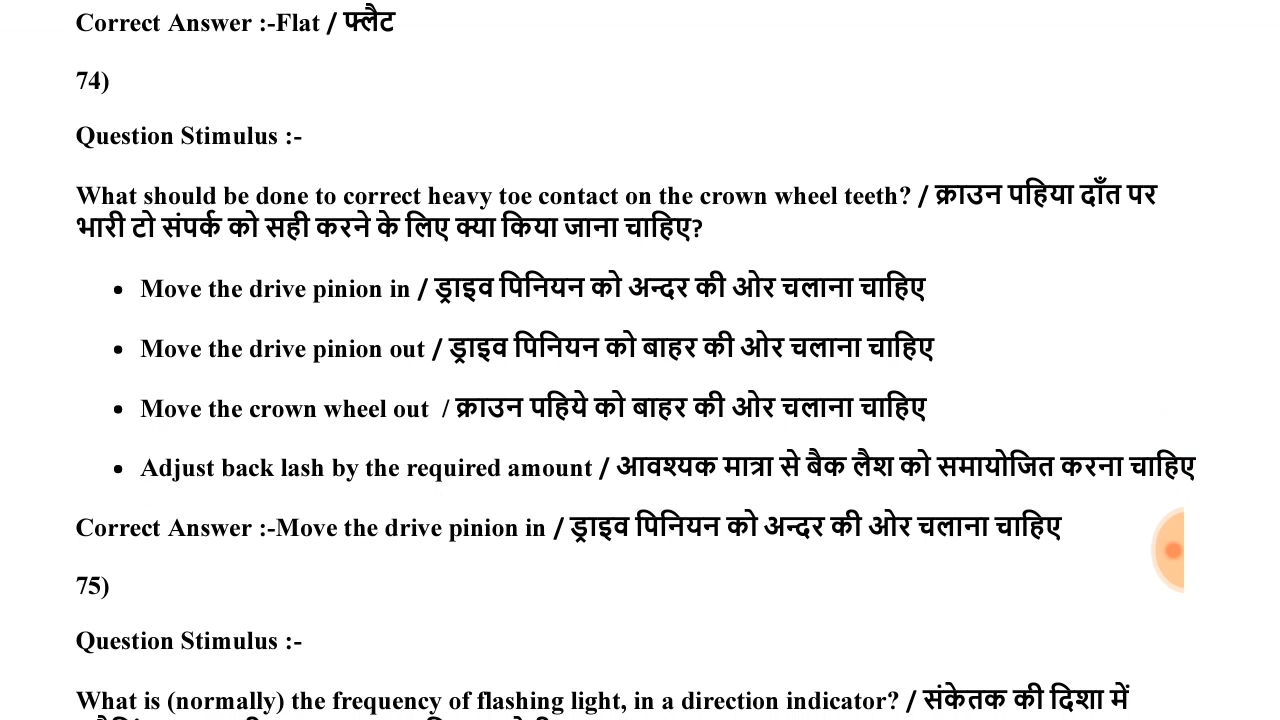 Correct Answer :-Flat / फ्लैट
74)
Question Stimulus :-
What should be done to correct heavy toe contact on the crown wheel teeth? / क्राउन पहिया दाँत पर
भारी टो संपर्क को सही करने के लिए क्या किया जाना चाहिए?
• Move the drive pinion in / ड्राइव पिनियन को अन्दर की ओर चलाना चाहिए
• Move the drive pinion out / ड्राइव पिनियन को बाहर की ओर चलाना चाहिए
• Move the crown wheel out / क्राउन पहिये को बाहर की ओर चलाना चाहिए
• Adjust back lash by the required amount / आवश्यक मात्रा से बैक लैश को समायोजित करना चाहिए
Correct Answer :-Move the drive pinion in / ड्राइव पिनियन को अन्दर की ओर चलाना चाहिए
75)
Question Stimulus :-
What is (normally) the frequency of flashing light, in a direction indicator? / संकेतक की दिशा में